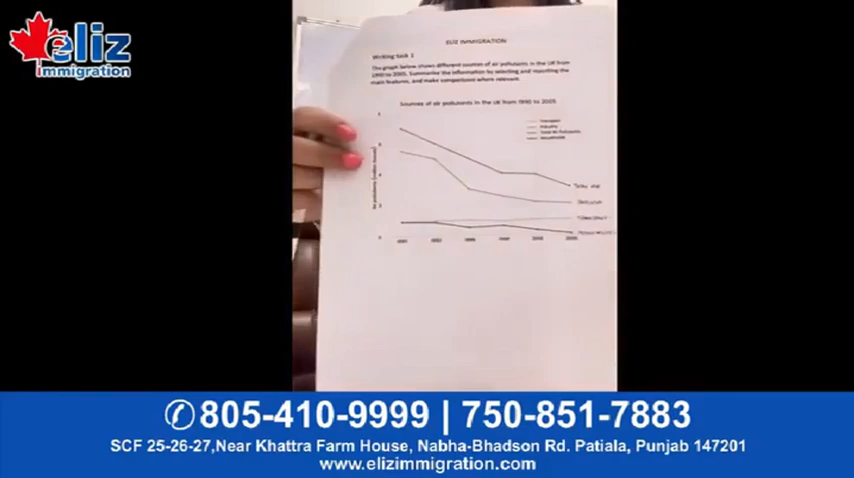 eliz
immigration
ELIZ IMMIGRATION
Writing task 1
The graph below shows different sources of air pollutants in the UK from
1990 to 2005. Summarise the information by selecting and reporting the
main features, and make comparisons where relevant.
Sources of air pollutants in the UK from 1990 to 2005
Transport
Industry
Total Air Pollutants
Households
805-410-9999 | 750-851-7883
SCF 25-26-27,Near Khattra Farm House, Nabha-Bhadson Rd. Patiala, Punjab 147201
www.elizimmigration.com